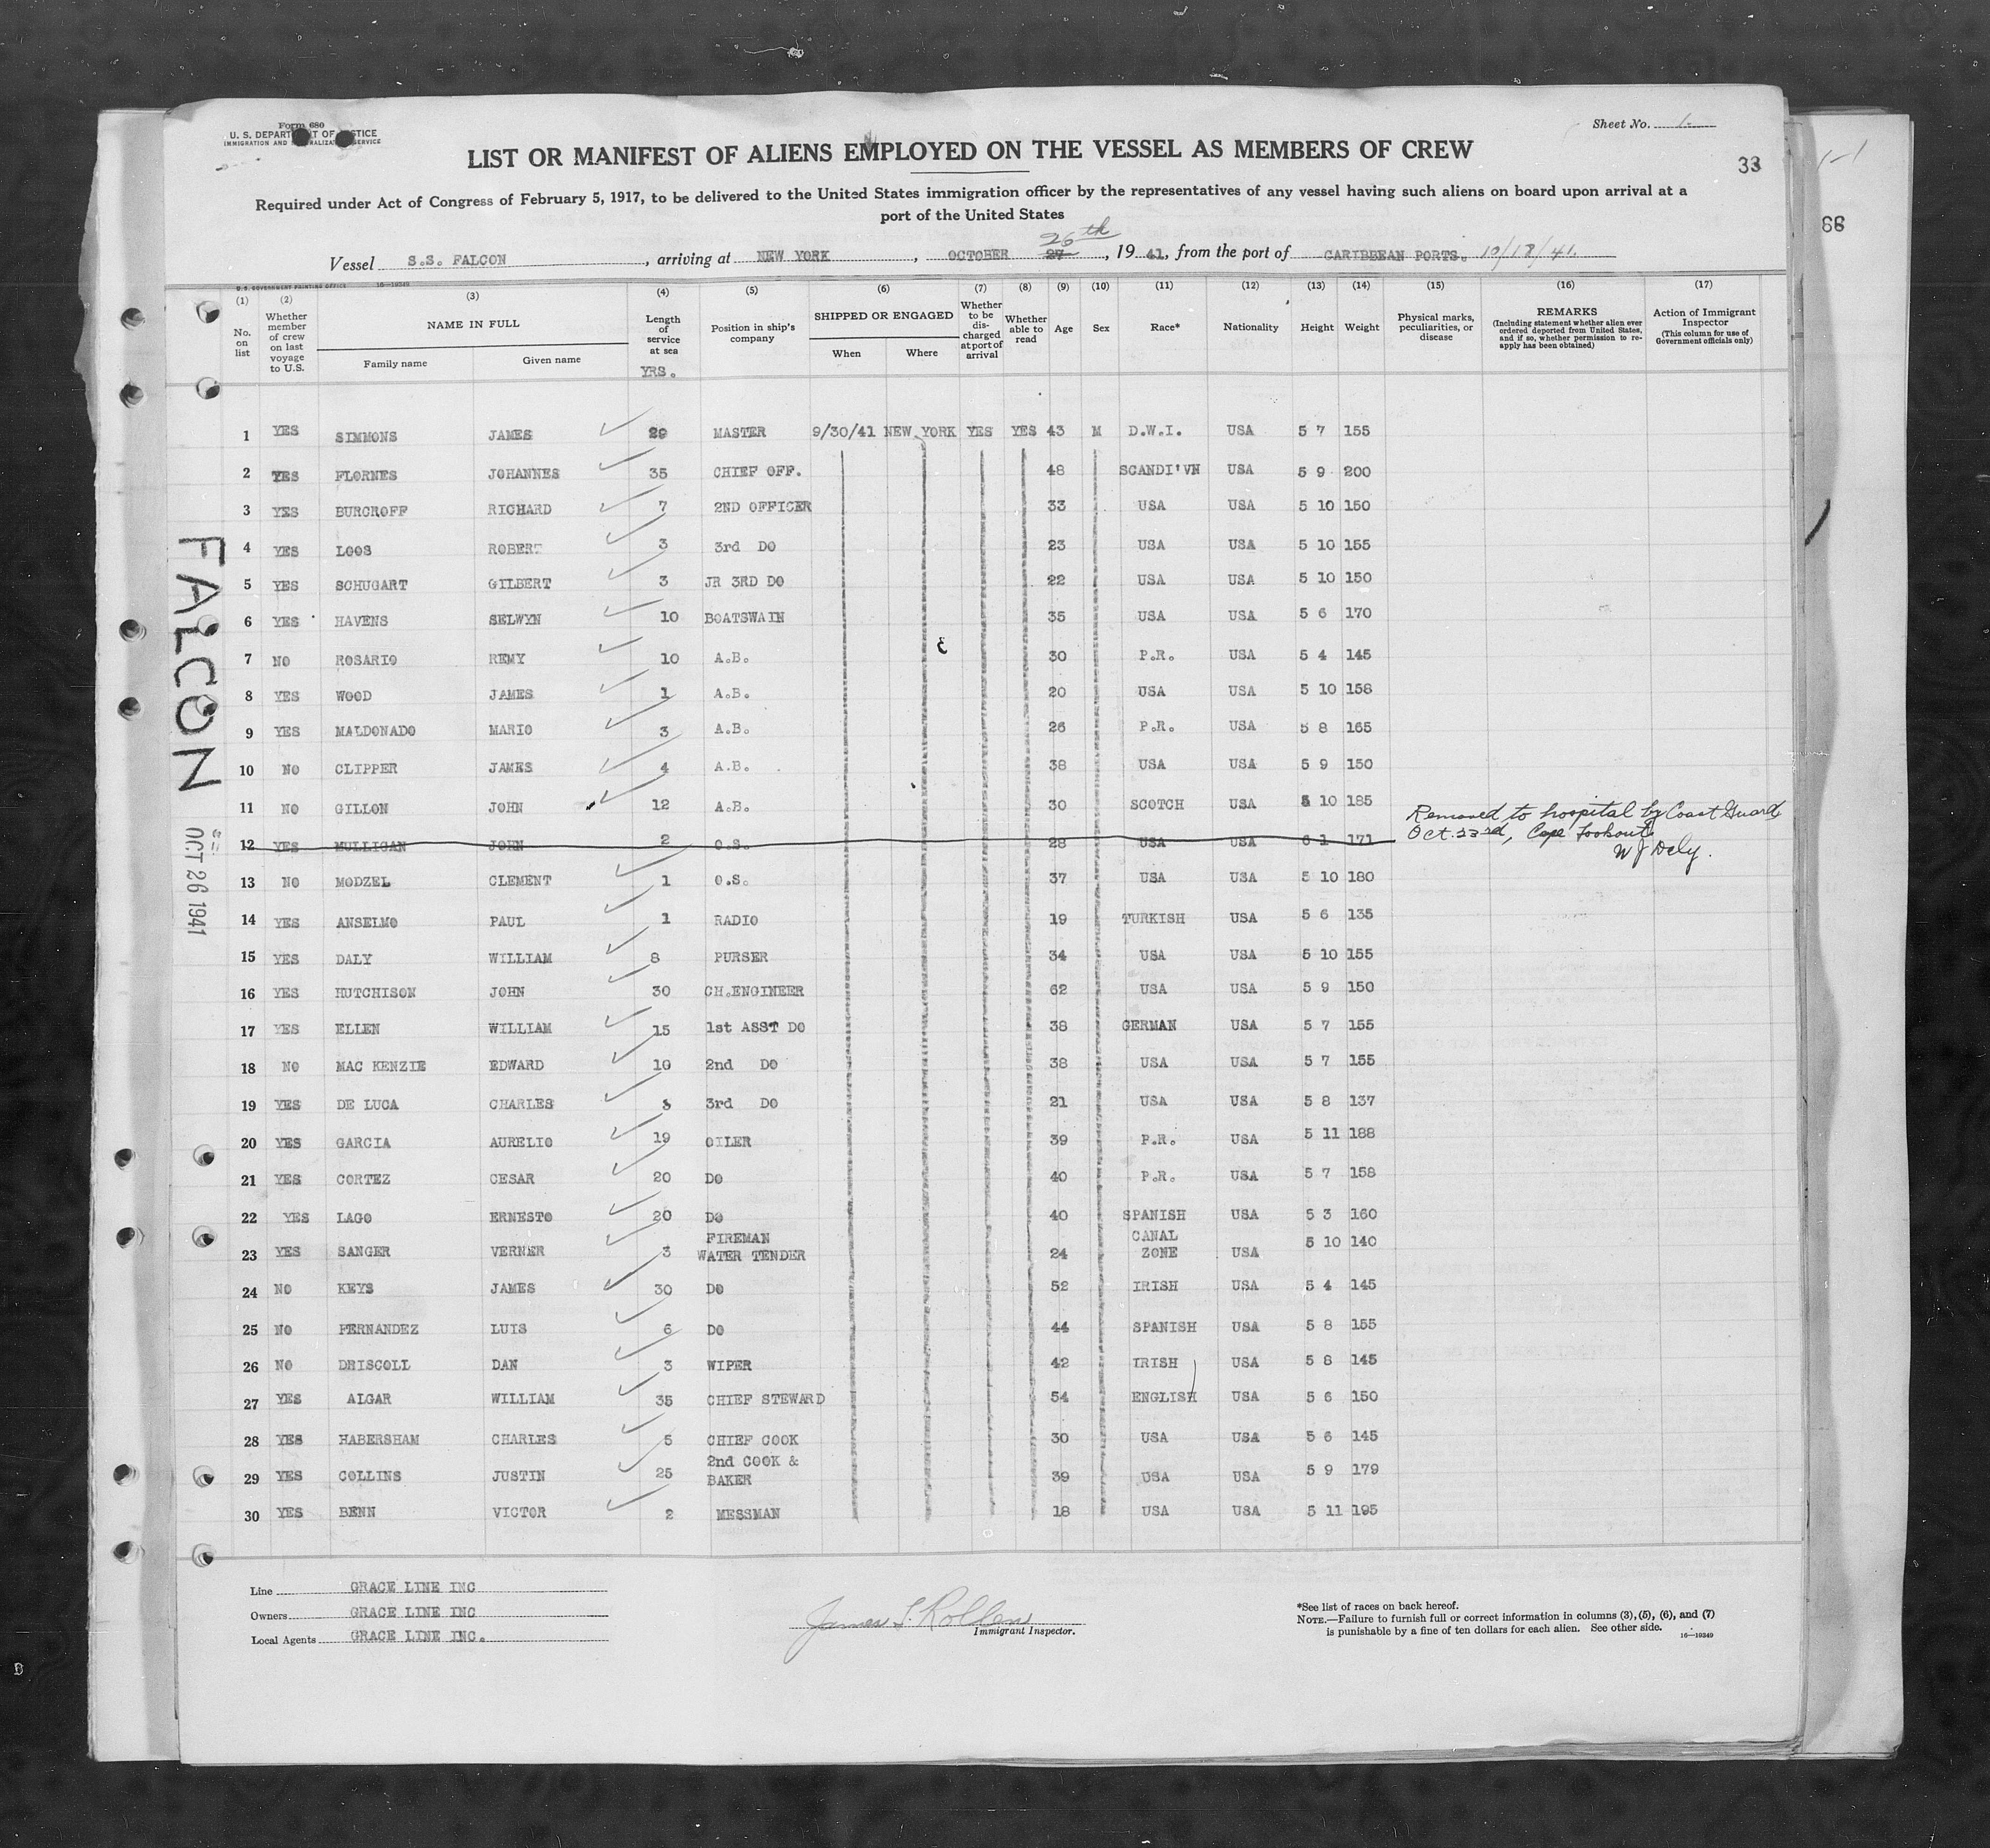 Form 680
U. S. DEPARTMENT OF JUSTICE
IMMIGRATION AND NATURALIZATION SERVICE
Sheet No. 1.
LIST OR MANIFEST OF ALIENS EMPLOYED ON THE VESSEL AS MEMBERS OF CREW
33
Required under Act of Congress of February 5, 1917, to be delivered to the United States immigration officer by the representatives of any vessel having such aliens on board upon arrival at a
port of the United States
26th
Vessel S.S. FALCON, arriving at NEW YORK, OCTOBER 27, 19 41, from the port of CARIBBEAN PORTS. 10/18/41.
U. S. GOVERNMENT PRINTING OFFICE 16—19349
(1) No. on list
(2) Whether member of crew on last voyage to U.S.
(3) NAME IN FULL Family name Given name
(4) Length of service at sea YRS.
(5) Position in ship's company
(6) SHIPPED OR ENGAGED When Where
(7) Whether to be discharged at port of arrival
(8) Whether able to read
(9) Age
(10) Sex
(11) Race*
(12) Nationality
(13) Height
(14) Weight
(15) Physical marks, peculiarities, or disease
(16) REMARKS (Including statement whether alien ever ordered deported from United States, and if so, whether permission to re-apply has been obtained)
(17) Action of Immigrant Inspector (This column for use of Government officials only)
1 YES SIMMONS JAMES 29 MASTER 9/30/41 NEW YORK YES YES 43 M D.W.I. USA 5 7 155
2 YES FLORNES JOHANNES 35 CHIEF OFF. 48 SCANDI'VN USA 5 9 200
3 YES BURCROFF RICHARD 7 2ND OFFICER 33 USA USA 5 10 150
4 YES LOOS ROBERT 3 3rd DO 23 USA USA 5 10 155
5 YES SCHUGART GILBERT 3 JR 3RD DO 22 USA USA 5 10 150
6 YES HAVENS SELWYN 10 BOATSWAIN 35 USA USA 5 6 170
7 NO ROSARIO REMY 10 A.B. 30 P.R. USA 5 4 145
8 YES WOOD JAMES 1 A.B. 20 USA USA 5 10 158
9 YES MALDONADO MARIO 3 A.B. 26 P.R. USA 5 8 165
10 NO CLIPPER JAMES 4 A.B. 38 USA USA 5 9 150
11 NO GILLON JOHN 12 A.B. 30 SCOTCH USA 5 10 185
Removed to hospital by Coast Guard
12 YES MULLIGAN JOHN 2 O.S. 28 USA USA 6 1 171 Oct. 23rd, Cape Lookout
W J Daly.
13 NO MODZEL CLEMENT 1 O.S. 37 USA USA 5 10 180
14 YES ANSELMO PAUL 1 RADIO 19 TURKISH USA 5 6 135
15 YES DALY WILLIAM 8 PURSER 34 USA USA 5 10 155
16 YES HUTCHISON JOHN 30 CH.ENGINEER 62 USA USA 5 9 150
17 YES ELLEN WILLIAM 15 1st ASST DO 38 GERMAN USA 5 7 155
18 NO MAC KENZIE EDWARD 10 2nd DO 38 USA USA 5 7 155
19 YES DE LUCA CHARLES 3rd DO 21 USA USA 5 8 137
20 YES GARCIA AURELIO 19 OILER 39 P.R. USA 5 11 188
21 YES CORTEZ CESAR 20 DO 40 P.R. USA 5 7 158
22 YES LAGO ERNESTO 20 DO 40 SPANISH USA 5 3 160
23 YES SANGER VERNER 3 FIREMAN WATER TENDER 24 CANAL ZONE USA 5 10 140
24 NO KEYS JAMES 30 DO 52 IRISH USA 5 4 145
25 NO FERNANDEZ LUIS 6 DO 44 SPANISH USA 5 8 155
26 NO DRISCOLL DAN 3 WIPER 42 IRISH USA 5 8 145
27 YES ALGAR WILLIAM 35 CHIEF STEWARD 54 ENGLISH USA 5 6 150
28 YES HABERSHAM CHARLES 5 CHIEF COOK 30 USA USA 5 6 145
29 YES COLLINS JUSTIN 25 2nd COOK & BAKER 39 USA USA 5 9 179
30 YES BENN VICTOR 2 MESSMAN 18 USA USA 5 11 195
FALCON
OCT 26 1941
Line GRACE LINE INC
Owners GRACE LINE INC
Local Agents GRACE LINE INC.
James S. Rollen
Immigrant Inspector.
*See list of races on back hereof.
NOTE.—Failure to furnish full or correct information in columns (3), (5), (6), and (7)
is punishable by a fine of ten dollars for each alien. See other side.
16—19349